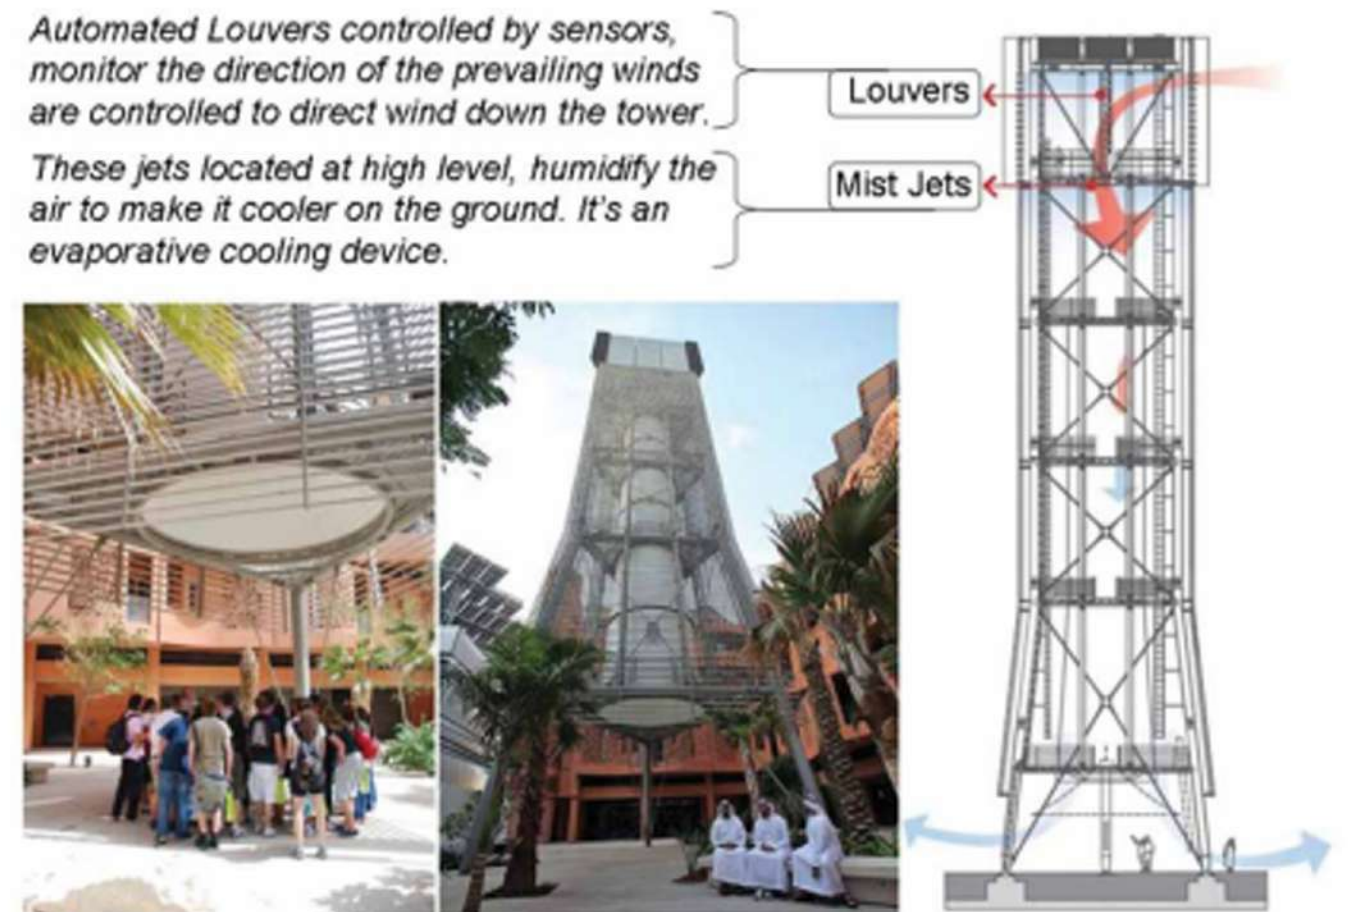 Automated Louvers controlled by sensors,
monitor the direction of the prevailing winds
are controlled to direct wind down the tower.
Louvers
These jets located at high level, humidify the
air to make it cooler on the ground. It's an
evaporative cooling device.
Mist Jets